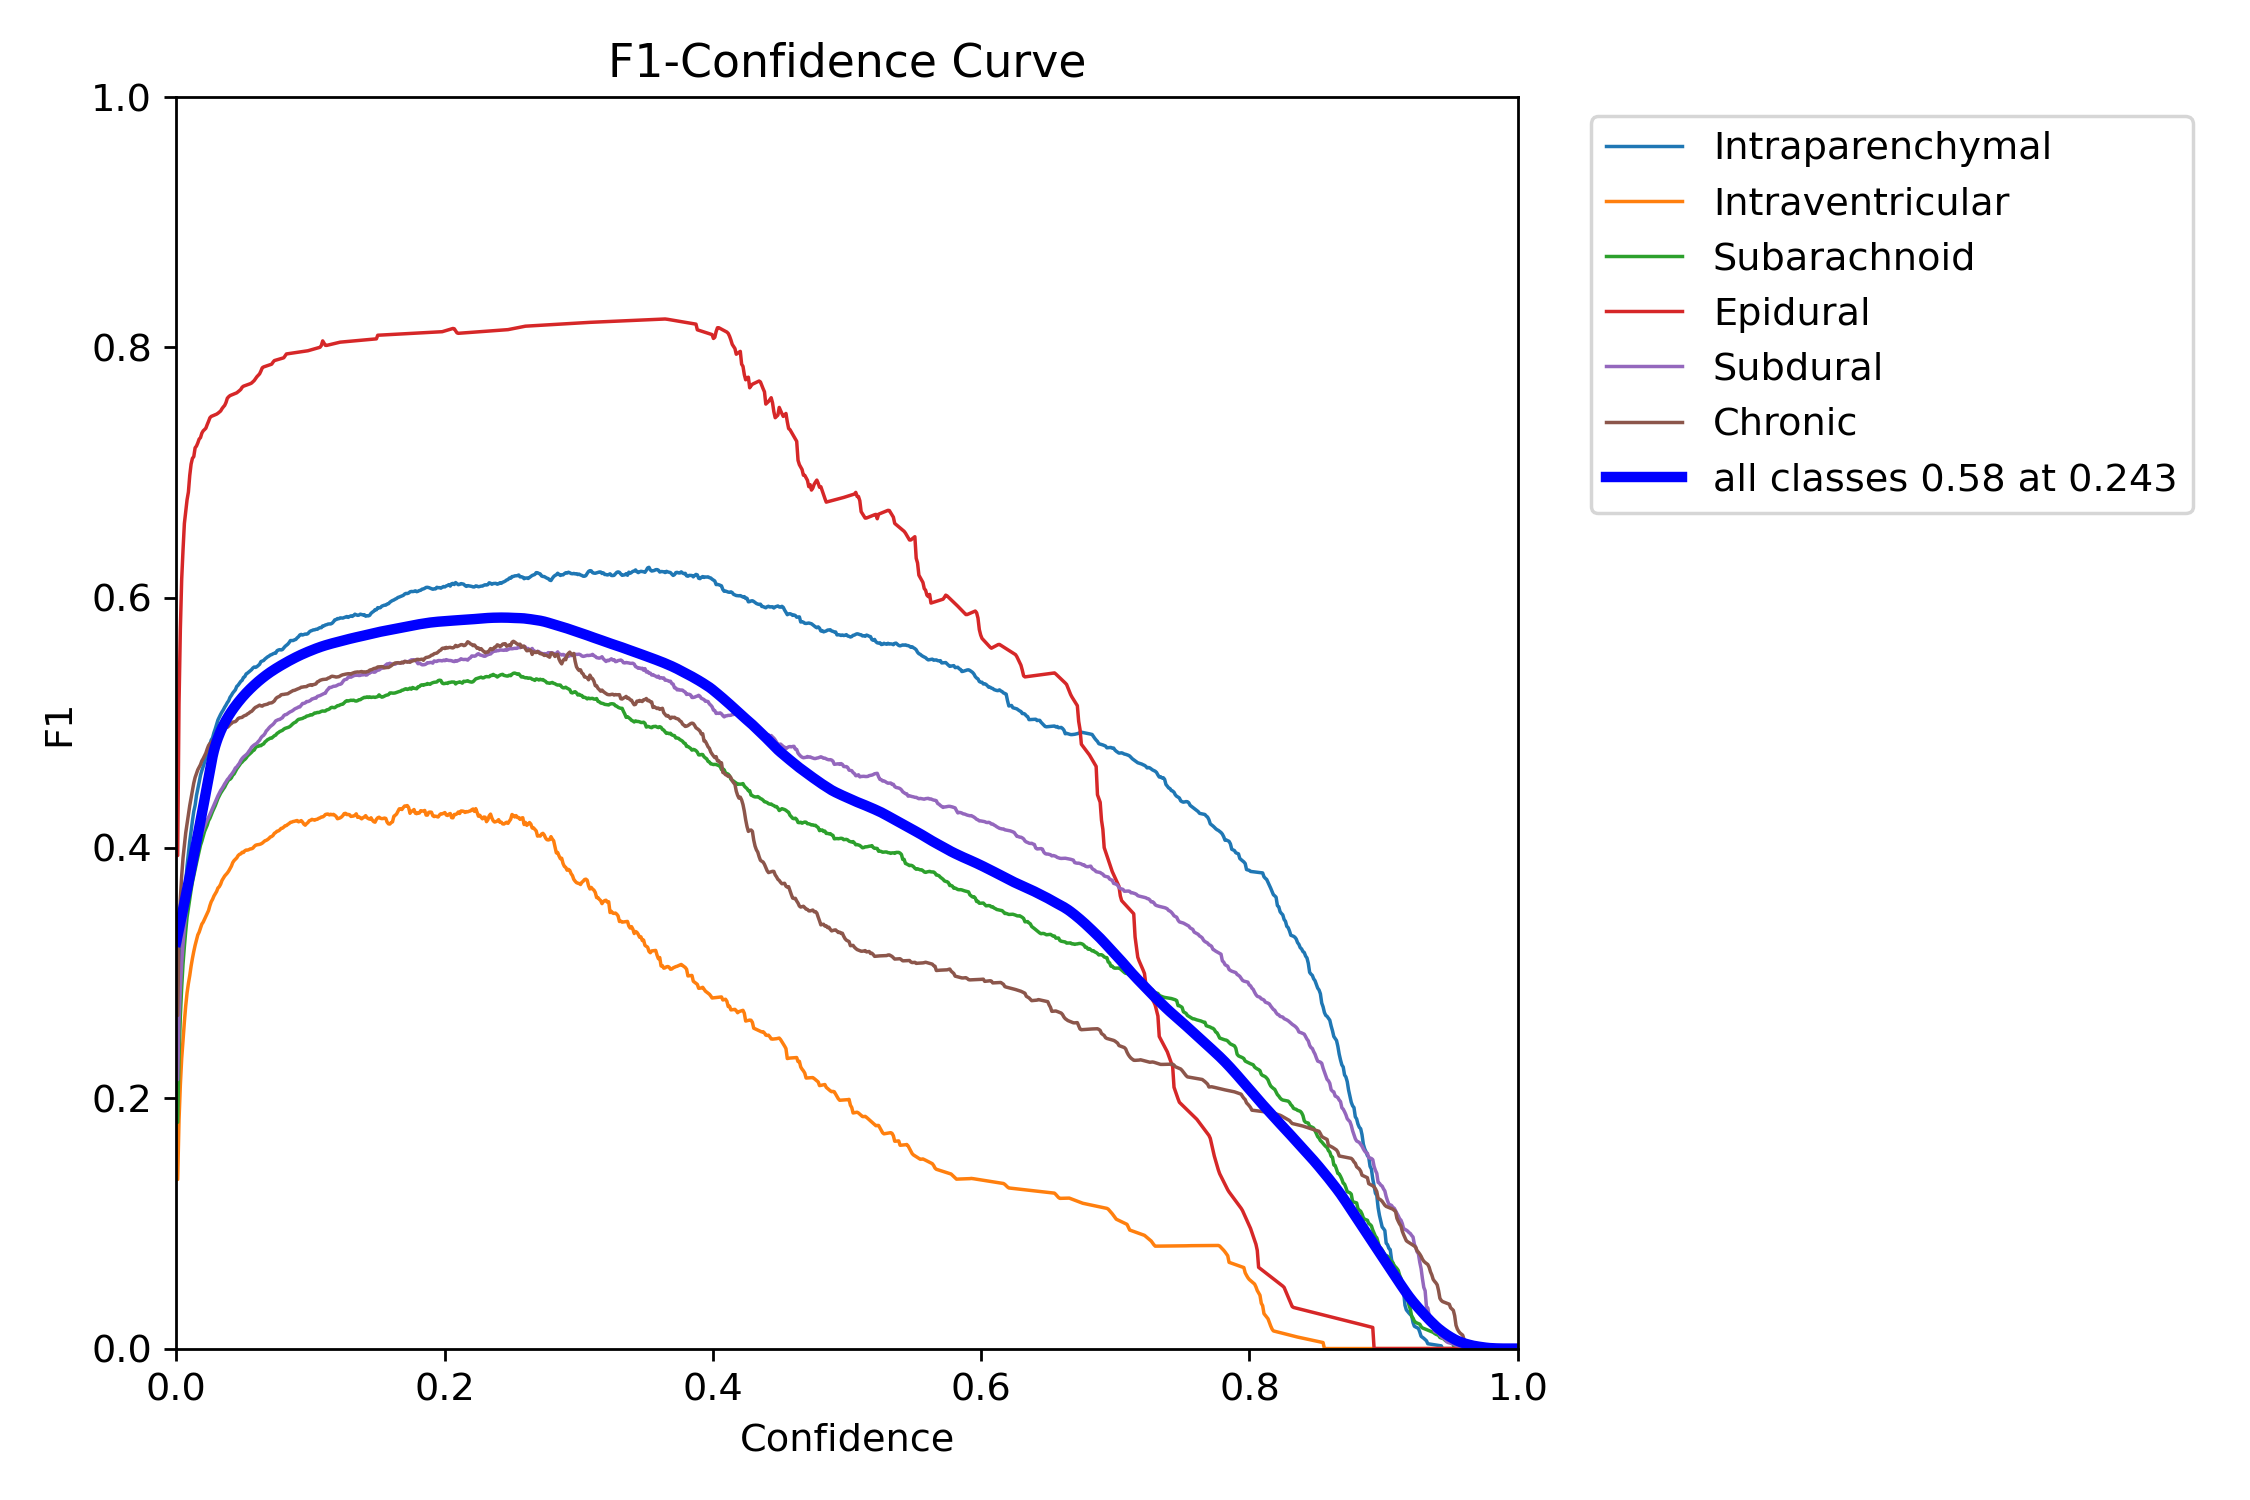 F1-Confidence Curve
1.0
0.8
0.6
0.4
0.2
0.0
F1
0.0 0.2 0.4 0.6 0.8 1.0
Confidence
Intraparenchymal
Intraventricular
Subarachnoid
Epidural
Subdural
Chronic
all classes 0.58 at 0.243